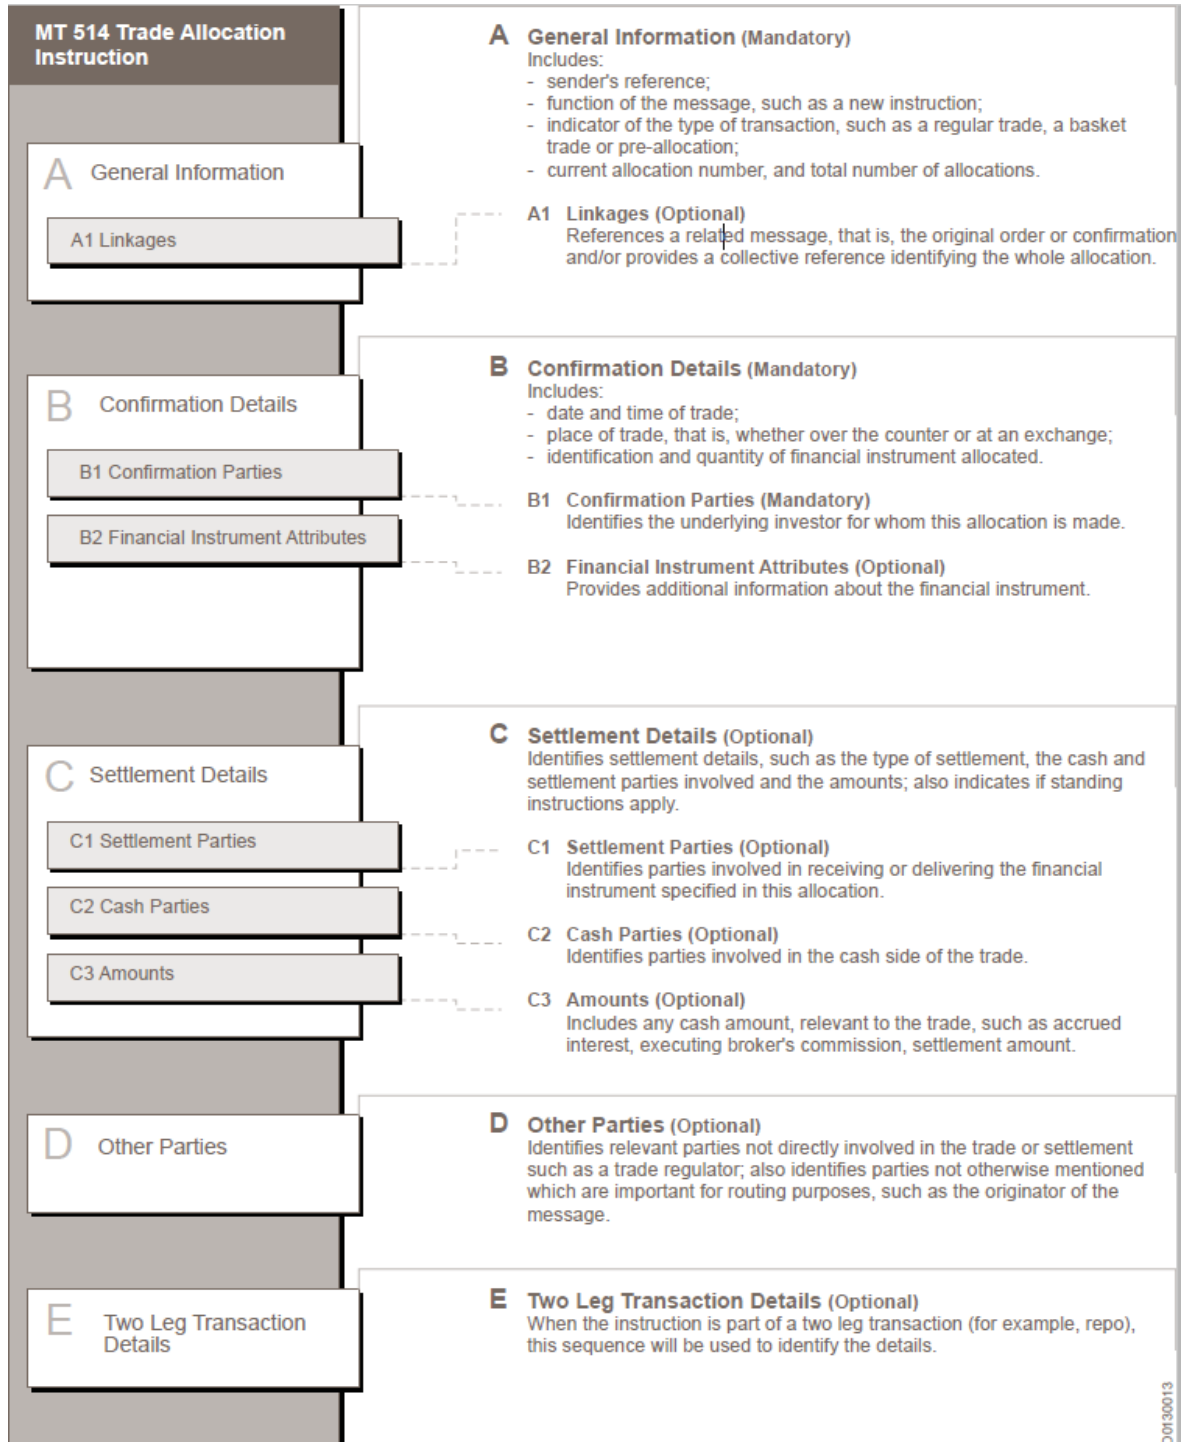 MT 514 Trade Allocation
Instruction
A General Information
A1 Linkages
B Confirmation Details
B1 Confirmation Parties
B2 Financial Instrument Attributes
C Settlement Details
C1 Settlement Parties
C2 Cash Parties
C3 Amounts
D Other Parties
E Two Leg Transaction
Details
A General Information (Mandatory)
Includes:
- sender's reference;
- function of the message, such as a new instruction;
- indicator of the type of transaction, such as a regular trade, a basket
trade or pre-allocation;
- current allocation number, and total number of allocations.
A1 Linkages (Optional)
References a related message, that is, the original order or confirmation
and/or provides a collective reference identifying the whole allocation.
B Confirmation Details (Mandatory)
Includes:
- date and time of trade;
- place of trade, that is, whether over the counter or at an exchange;
- identification and quantity of financial instrument allocated.
B1 Confirmation Parties (Mandatory)
Identifies the underlying investor for whom this allocation is made.
B2 Financial Instrument Attributes (Optional)
Provides additional information about the financial instrument.
C Settlement Details (Optional)
Identifies settlement details, such as the type of settlement, the cash and
settlement parties involved and the amounts; also indicates if standing
instructions apply.
C1 Settlement Parties (Optional)
Identifies parties involved in receiving or delivering the financial
instrument specified in this allocation.
C2 Cash Parties (Optional)
Identifies parties involved in the cash side of the trade.
C3 Amounts (Optional)
Includes any cash amount, relevant to the trade, such as accrued
interest, executing broker's commission, settlement amount.
D Other Parties (Optional)
Identifies relevant parties not directly involved in the trade or settlement
such as a trade regulator; also identifies parties not otherwise mentioned
which are important for routing purposes, such as the originator of the
message.
E Two Leg Transaction Details (Optional)
When the instruction is part of a two leg transaction (for example, repo),
this sequence will be used to identify the details.
D0130013